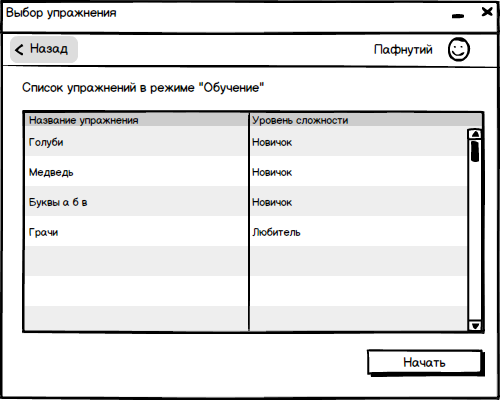 Выбор упражнения
Назад
Пафнутий
Список упражнений в режиме "Обучение"
Название упражнения Уровень сложности
Голуби Новичок
Медведь Новичок
Буквы а б в Новичок
Грачи Любитель
Начать